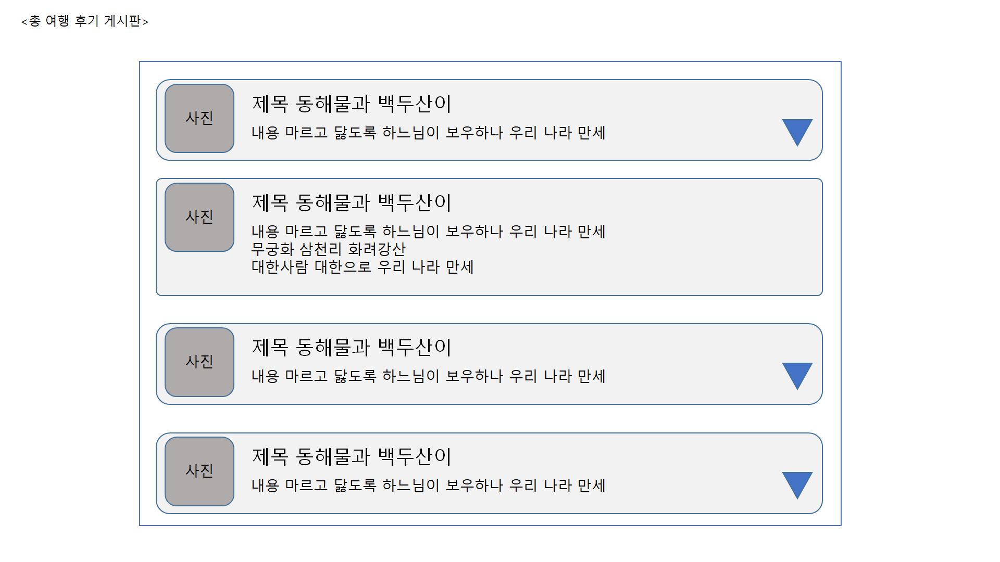 <총 여행 후기 게시판>
사진
제목 동해물과 백두산이
내용 마르고 닳도록 하느님이 보우하나 우리 나라 만세
사진
제목 동해물과 백두산이
내용 마르고 닳도록 하느님이 보우하나 우리 나라 만세
무궁화 삼천리 화려강산
대한사람 대한으로 우리 나라 만세
사진
제목 동해물과 백두산이
내용 마르고 닳도록 하느님이 보우하나 우리 나라 만세
사진
제목 동해물과 백두산이
내용 마르고 닳도록 하느님이 보우하나 우리 나라 만세